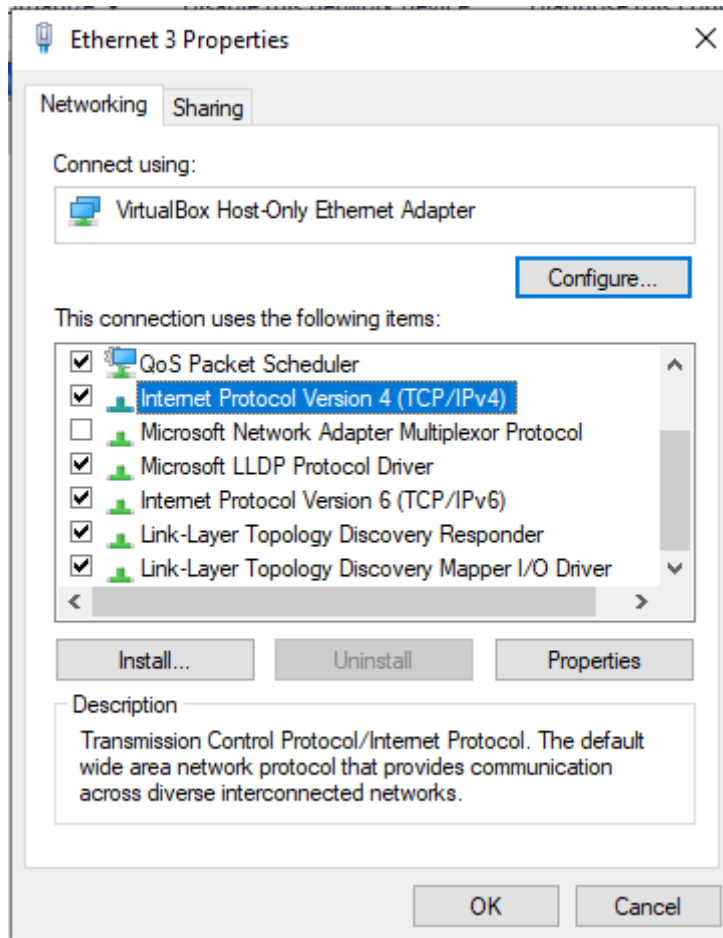 Ethernet 3 Properties
Networking
Sharing
Connect using:
VirtualBox Host-Only Ethernet Adapter
Configure...
This connection uses the following items:
QoS Packet Scheduler
Internet Protocol Version 4 (TCP/IPv4)
Microsoft Network Adapter Multiplexor Protocol
Microsoft LLDP Protocol Driver
Internet Protocol Version 6 (TCP/IPv6)
Link-Layer Topology Discovery Responder
Link-Layer Topology Discovery Mapper I/O Driver
Install...
Uninstall
Properties
Description
Transmission Control Protocol/Internet Protocol. The default
wide area network protocol that provides communication
across diverse interconnected networks.
OK
Cancel